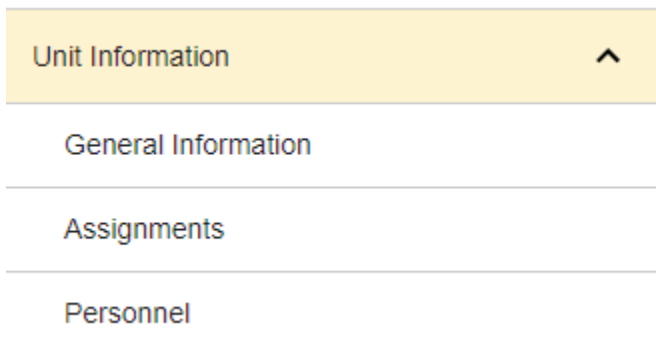 Unit Information
General Information
Assignments
Personnel